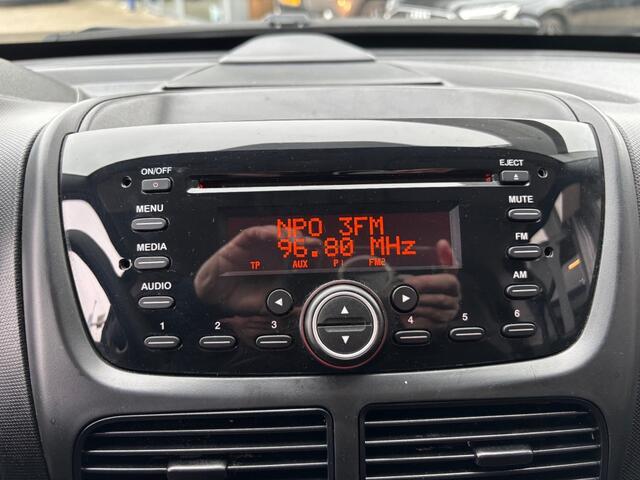 ON/OFF
EJECT
MENU
MUTE
NPO 3FM
MEDIA
FM
96.80 MHz
TP AUX FM2
AUDIO
AM
1 2 3 4 5 6